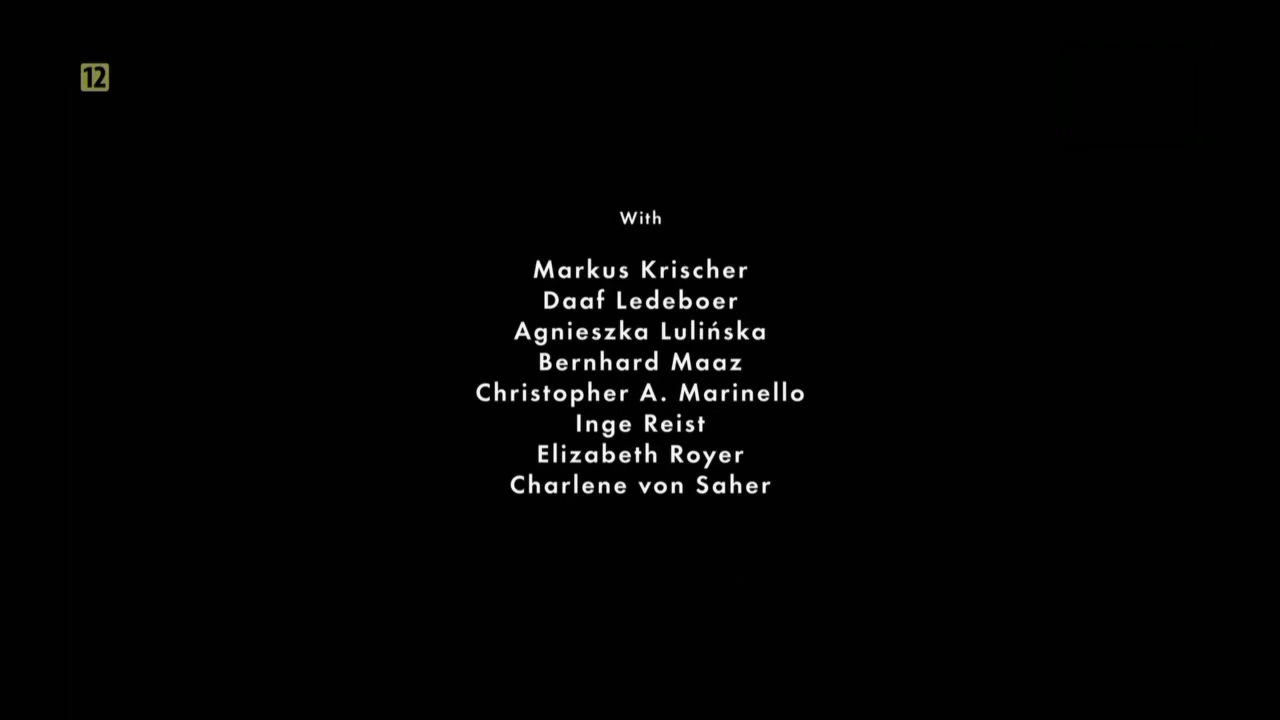 12
With
Markus Krischer
Daaf Ledeboer
Agnieszka Lulińska
Bernhard Maaz
Christopher A. Marinello
Inge Reist
Elizabeth Royer
Charlene von Saher